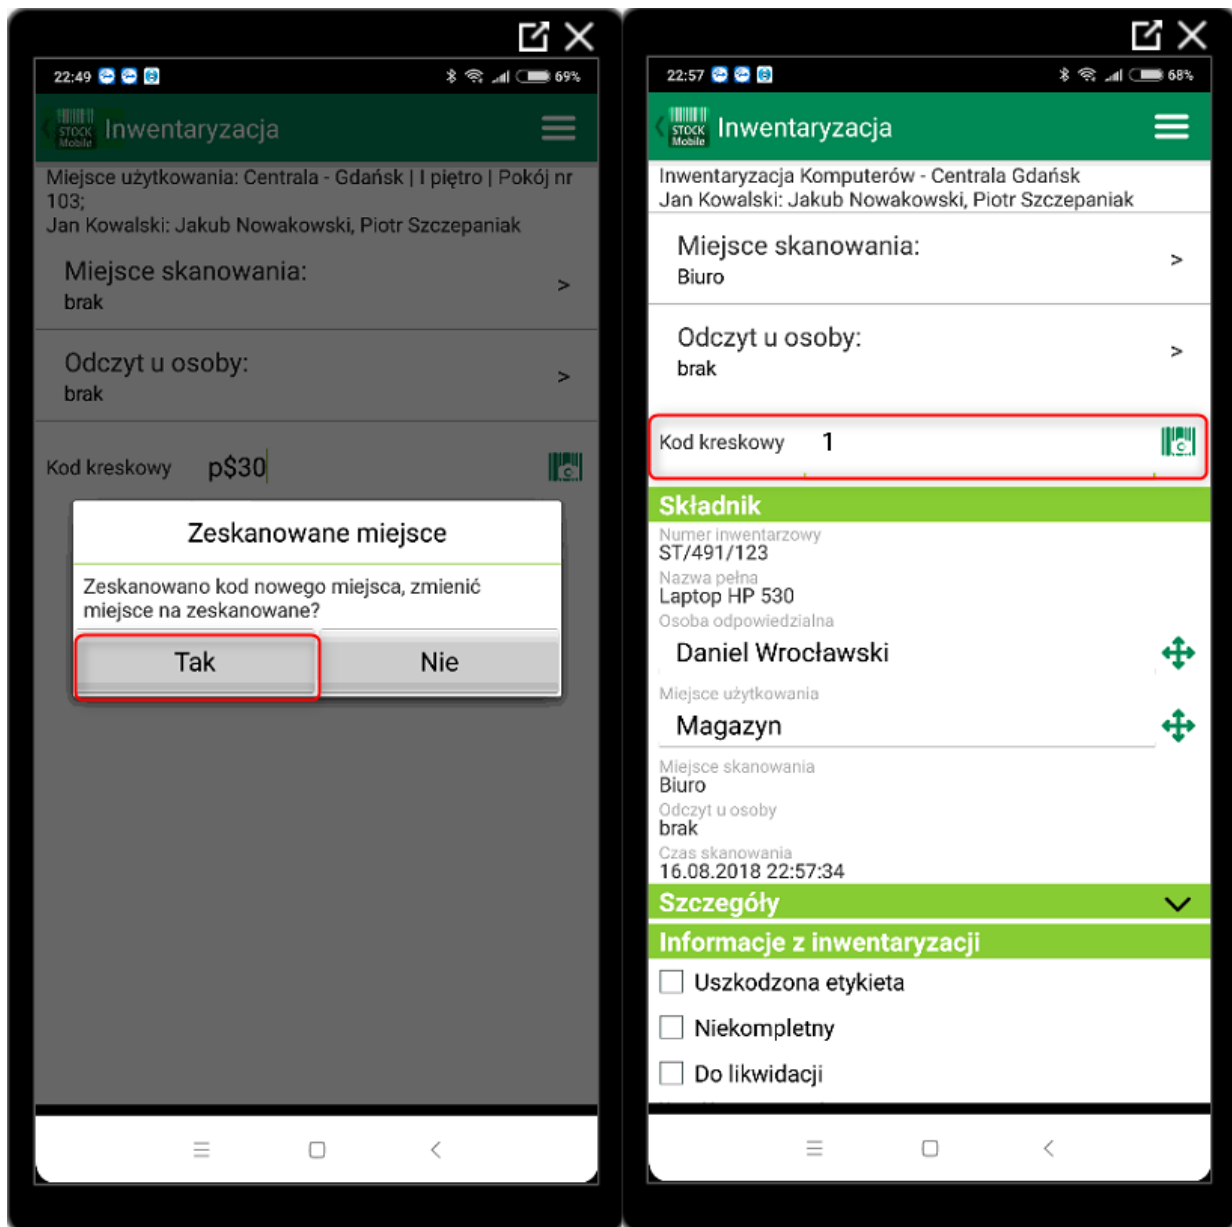 22:49
69%
STOCK
Mobile
Inwentaryzacja
Miejsce użytkowania: Centrala - Gdańsk | I piętro | Pokój nr
103;
Jan Kowalski: Jakub Nowakowski, Piotr Szczepaniak
Miejsce skanowania:
brak
>
Odczyt u osoby:
brak
>
Kod kreskowy p$30
Zeskanowane miejsce
Zeskanowano kod nowego miejsca, zmienić
miejsce na zeskanowane?
Tak Nie
22:57
68%
STOCK
Mobile
Inwentaryzacja
Inwentaryzacja Komputerów - Centrala Gdańsk
Jan Kowalski: Jakub Nowakowski, Piotr Szczepaniak
Miejsce skanowania:
Biuro
>
Odczyt u osoby:
brak
>
Kod kreskowy 1
Składnik
Numer inwentarzowy
ST/491/123
Nazwa pełna
Laptop HP 530
Osoba odpowiedzialna
Daniel Wrocławski
Miejsce użytkowania
Magazyn
Miejsce skanowania
Biuro
Odczyt u osoby
brak
Czas skanowania
16.08.2018 22:57:34
Szczegóły
Informacje z inwentaryzacji
Uszkodzona etykieta
Niekompletny
Do likwidacji